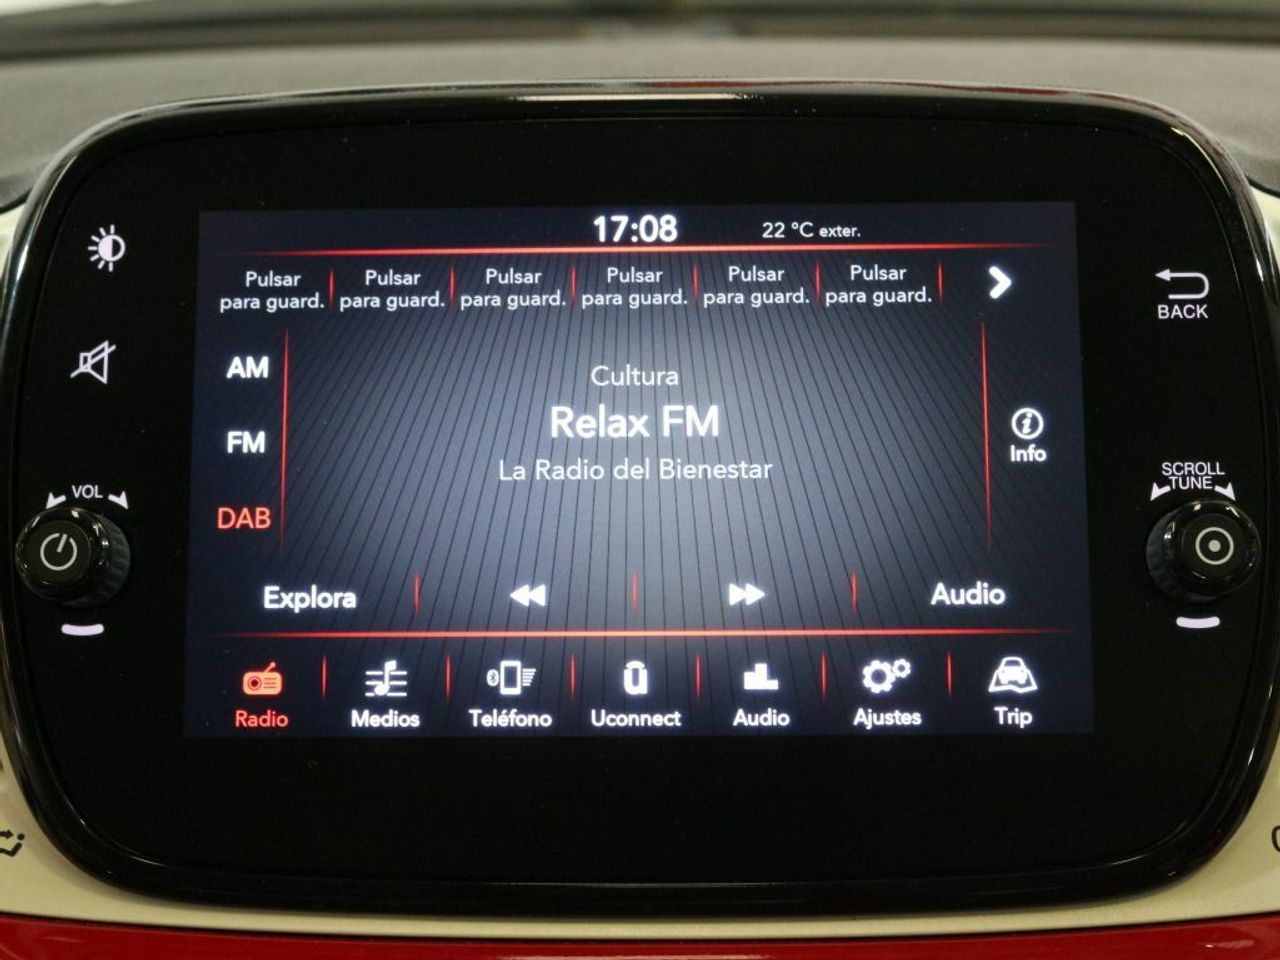 17:08 22 °C exter.
Pulsar para guard. Pulsar para guard. Pulsar para guard. Pulsar para guard. Pulsar para guard. Pulsar para guard.
BACK
AM
Cultura
FM
Relax FM
Info
La Radio del Bienestar
SCROLL
TUNE
VOL
DAB
Explora
Audio
Radio Medios Teléfono Uconnect Audio Ajustes Trip